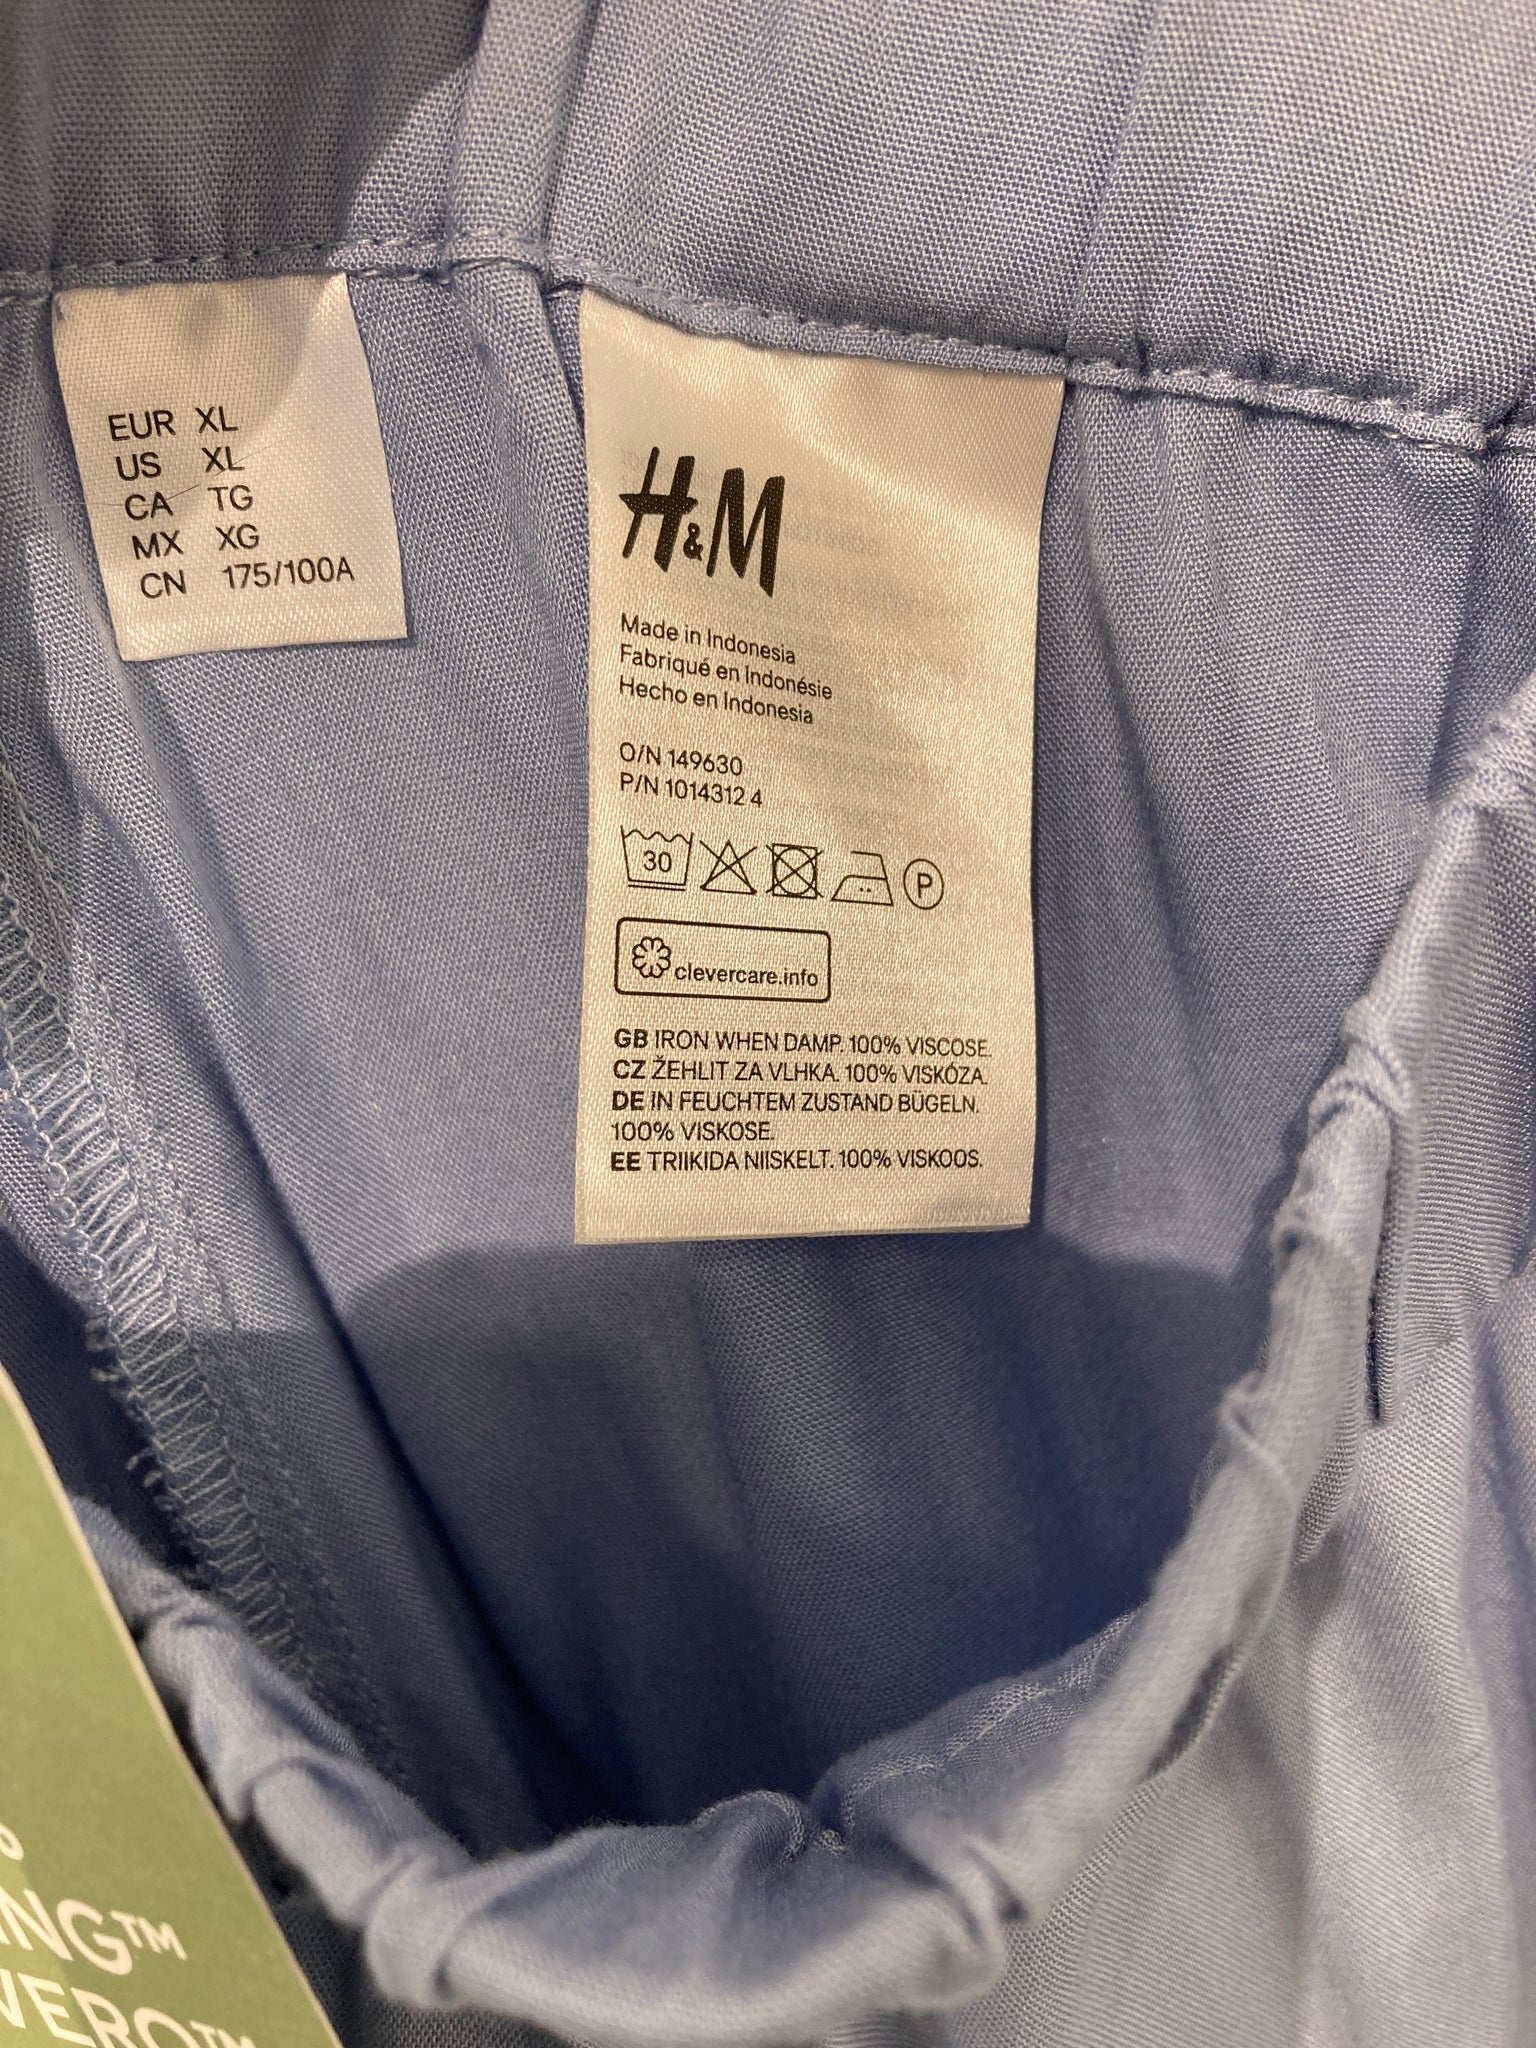 EUR XL
US XL
CA TG
MX XG
CN 175/100A
H&M
Made in Indonesia
Fabriqué en Indonésie
Hecho en Indonesia
O/N 149630
P/N 1014312 4
30
P
clevercare.info
GB IRON WHEN DAMP. 100% VISCOSE.
CZ ŽEHLIT ZA VLHKA. 100% VISKÓZA.
DE IN FEUCHTEM ZUSTAND BÜGELN.
100% VISKOSE.
EE TRIIKIDA NIISKELT. 100% VISKOOS.